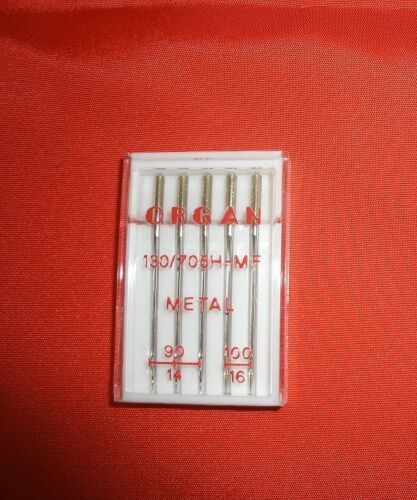 ORGAN
130/705H-MF
METAL
90 100
14 16